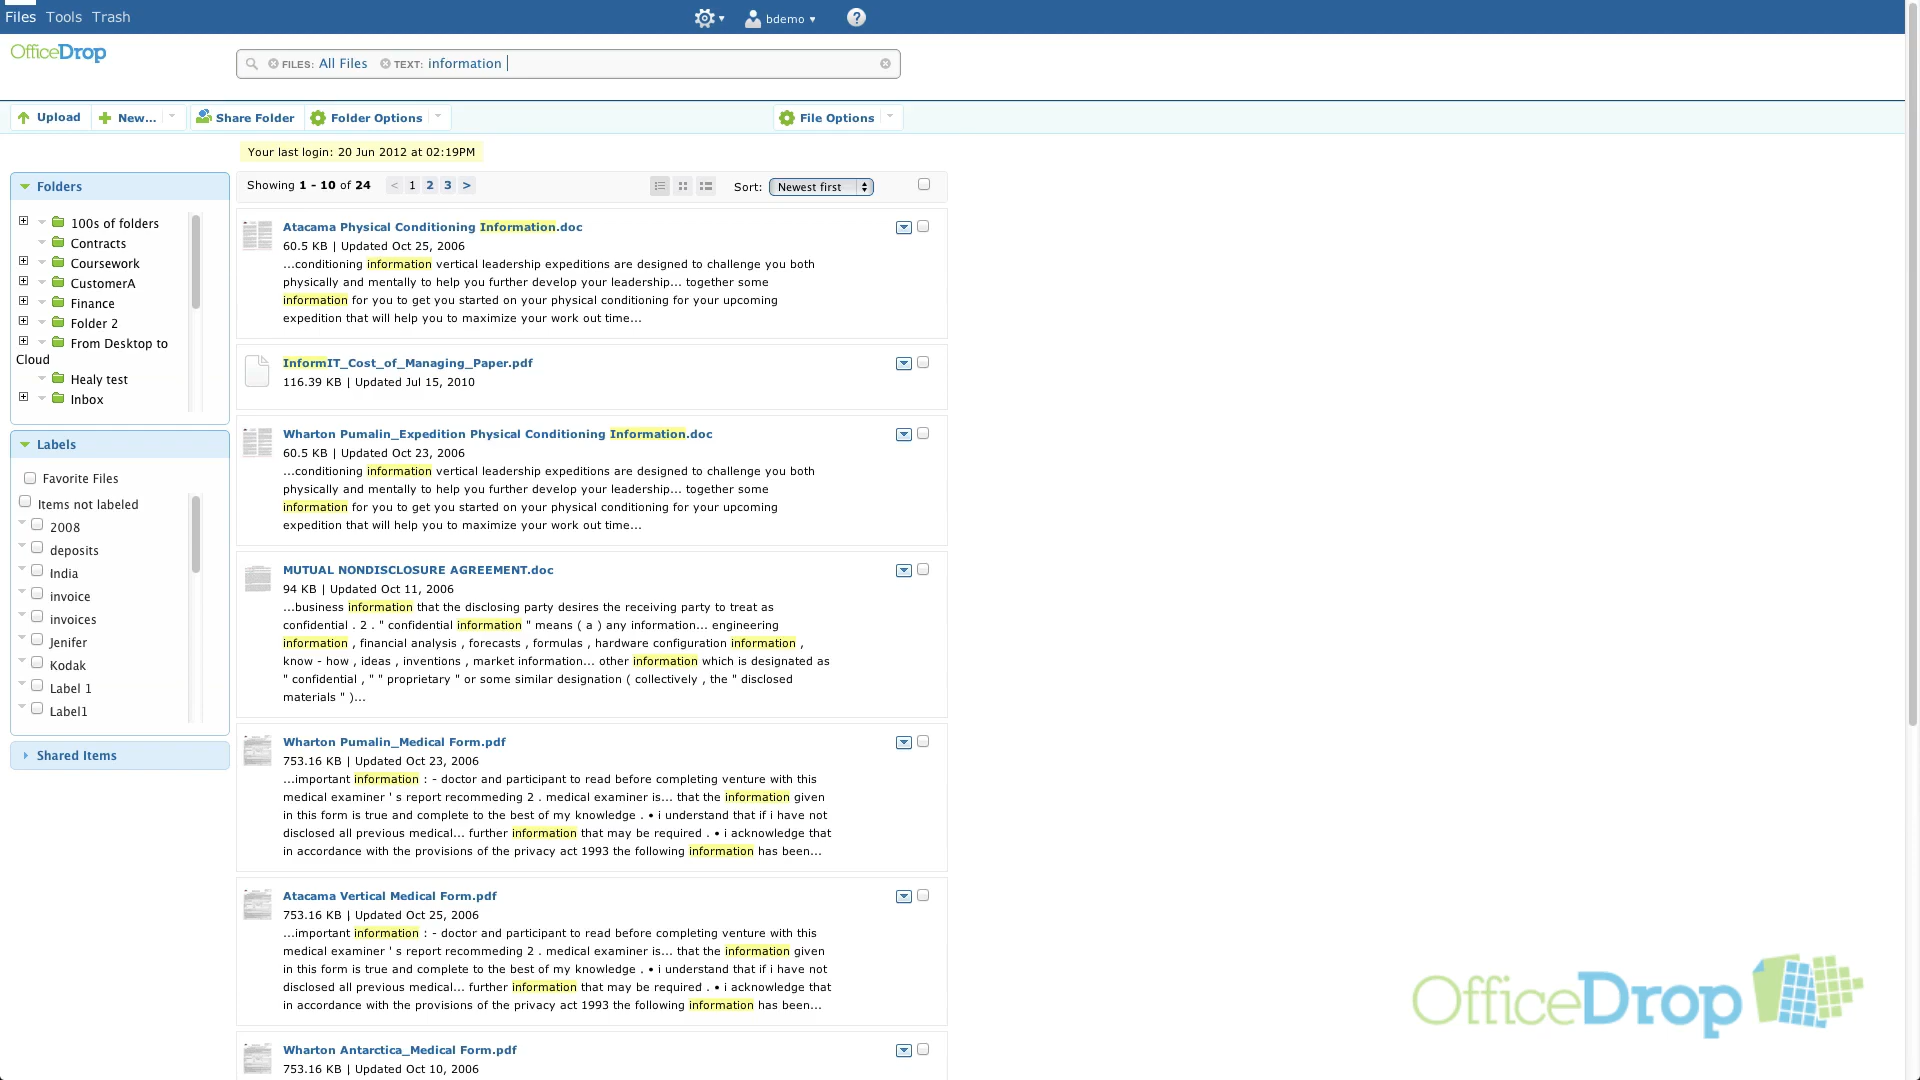 Files Tools Trash
bdemo
?
OfficeDrop
FILES: All Files TEXT: information
Upload New... Share Folder Folder Options File Options
Your last login: 20 Jun 2012 at 02:19PM
Folders
100s of folders
Contracts
Coursework
CustomerA
Finance
Folder 2
From Desktop to
Cloud
Healy test
Inbox
Labels
Favorite Files
Items not labeled
2008
deposits
India
invoice
invoices
Jenifer
Kodak
Label 1
Label1
Shared Items
Showing 1 - 10 of 24 < 1 2 3 > Sort: Newest first
Atacama Physical Conditioning Information.doc
60.5 KB | Updated Oct 25, 2006
...conditioning information vertical leadership expeditions are designed to challenge you both
physically and mentally to help you further develop your leadership... together some
information for you to get you started on your physical conditioning for your upcoming
expedition that will help you to maximize your work out time...
InformIT_Cost_of_Managing_Paper.pdf
116.39 KB | Updated Jul 15, 2010
Wharton Pumalin_Expedition Physical Conditioning Information.doc
60.5 KB | Updated Oct 23, 2006
...conditioning information vertical leadership expeditions are designed to challenge you both
physically and mentally to help you further develop your leadership... together some
information for you to get you started on your physical conditioning for your upcoming
expedition that will help you to maximize your work out time...
MUTUAL NONDISCLOSURE AGREEMENT.doc
94 KB | Updated Oct 11, 2006
...business information that the disclosing party desires the receiving party to treat as
confidential . 2 . " confidential information " means ( a ) any information... engineering
information , financial analysis , forecasts , formulas , hardware configuration information ,
know - how , ideas , inventions , market information... other information which is designated as
" confidential , " " proprietary " or some similar designation ( collectively , the " disclosed
materials " )...
Wharton Pumalin_Medical Form.pdf
753.16 KB | Updated Oct 23, 2006
...important information : - doctor and participant to read before completing venture with this
medical examiner ' s report recommeding 2 . medical examiner is... that the information given
in this form is true and complete to the best of my knowledge . • i understand that if i have not
disclosed all previous medical... further information that may be required . • i acknowledge that
in accordance with the provisions of the privacy act 1993 the following information has been...
Atacama Vertical Medical Form.pdf
753.16 KB | Updated Oct 25, 2006
...important information : - doctor and participant to read before completing venture with this
medical examiner ' s report recommeding 2 . medical examiner is... that the information given
in this form is true and complete to the best of my knowledge . • i understand that if i have not
disclosed all previous medical... further information that may be required . • i acknowledge that
in accordance with the provisions of the privacy act 1993 the following information has been...
Wharton Antarctica_Medical Form.pdf
753.16 KB | Updated Oct 10, 2006
OfficeDrop